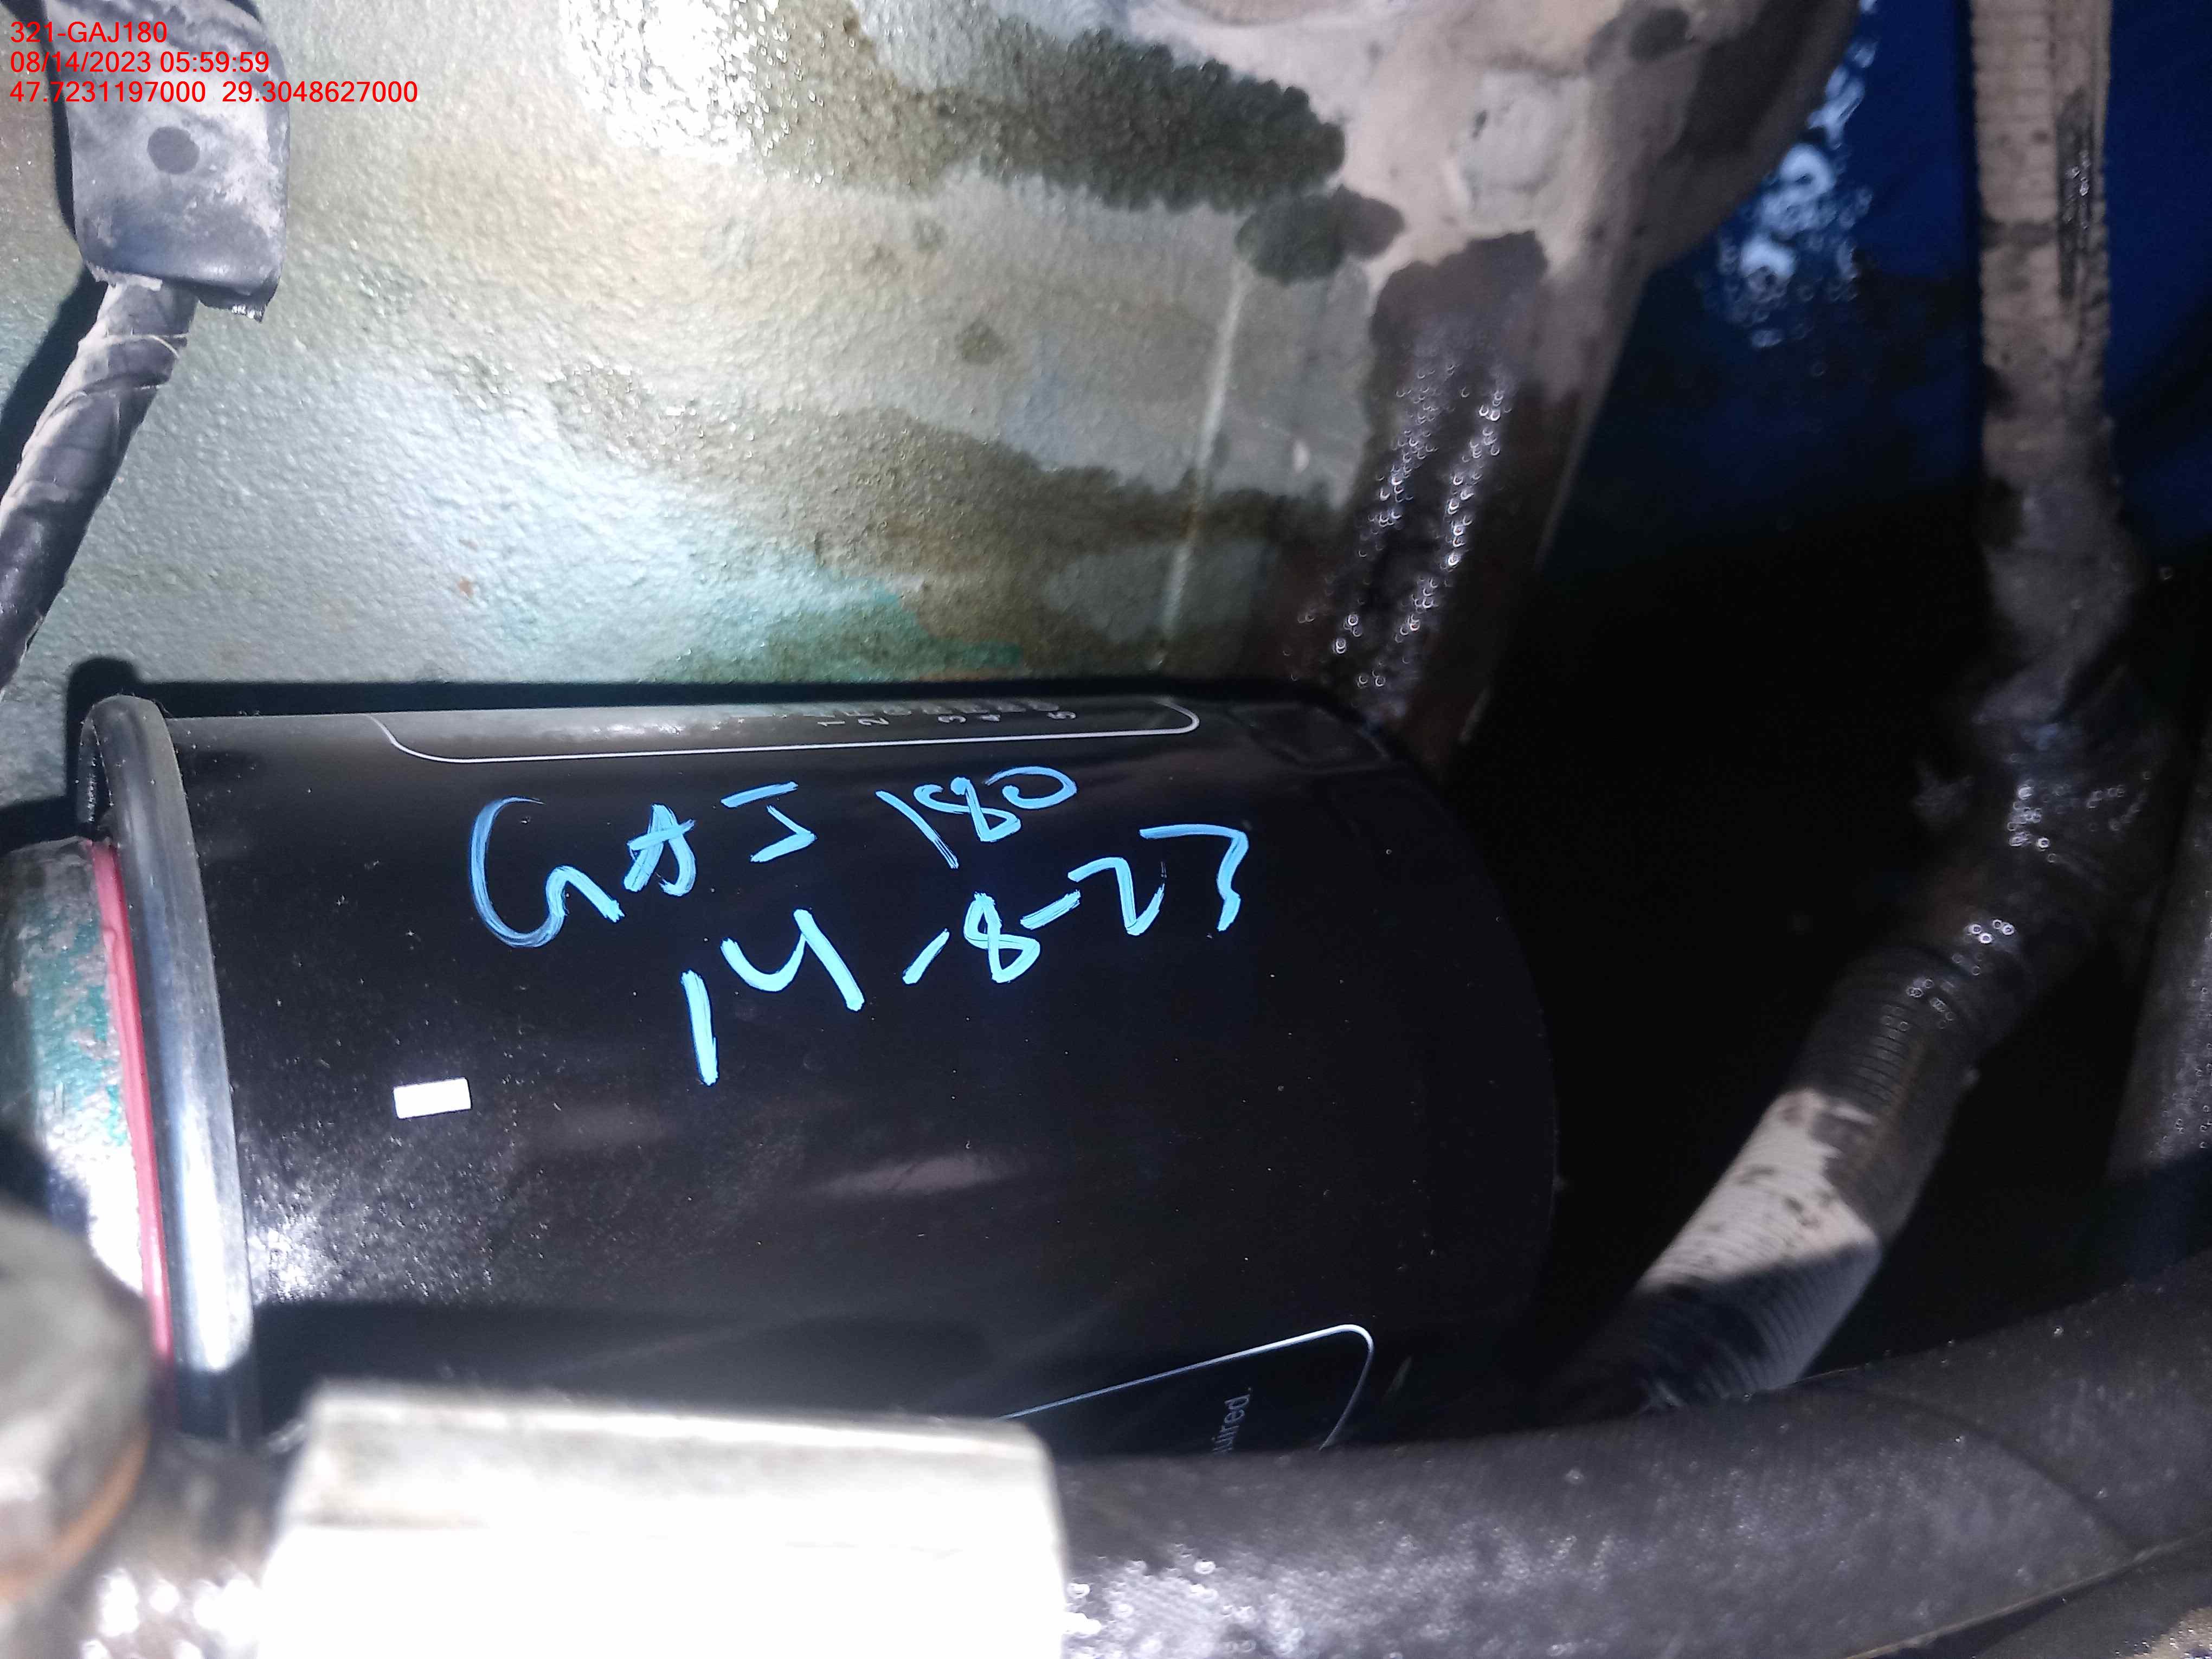 321-GAJ180
08/14/2023 05:59:59
47.7231197000 29.3048627000
1 2 3 4 5
GAJ 180
14-8-23